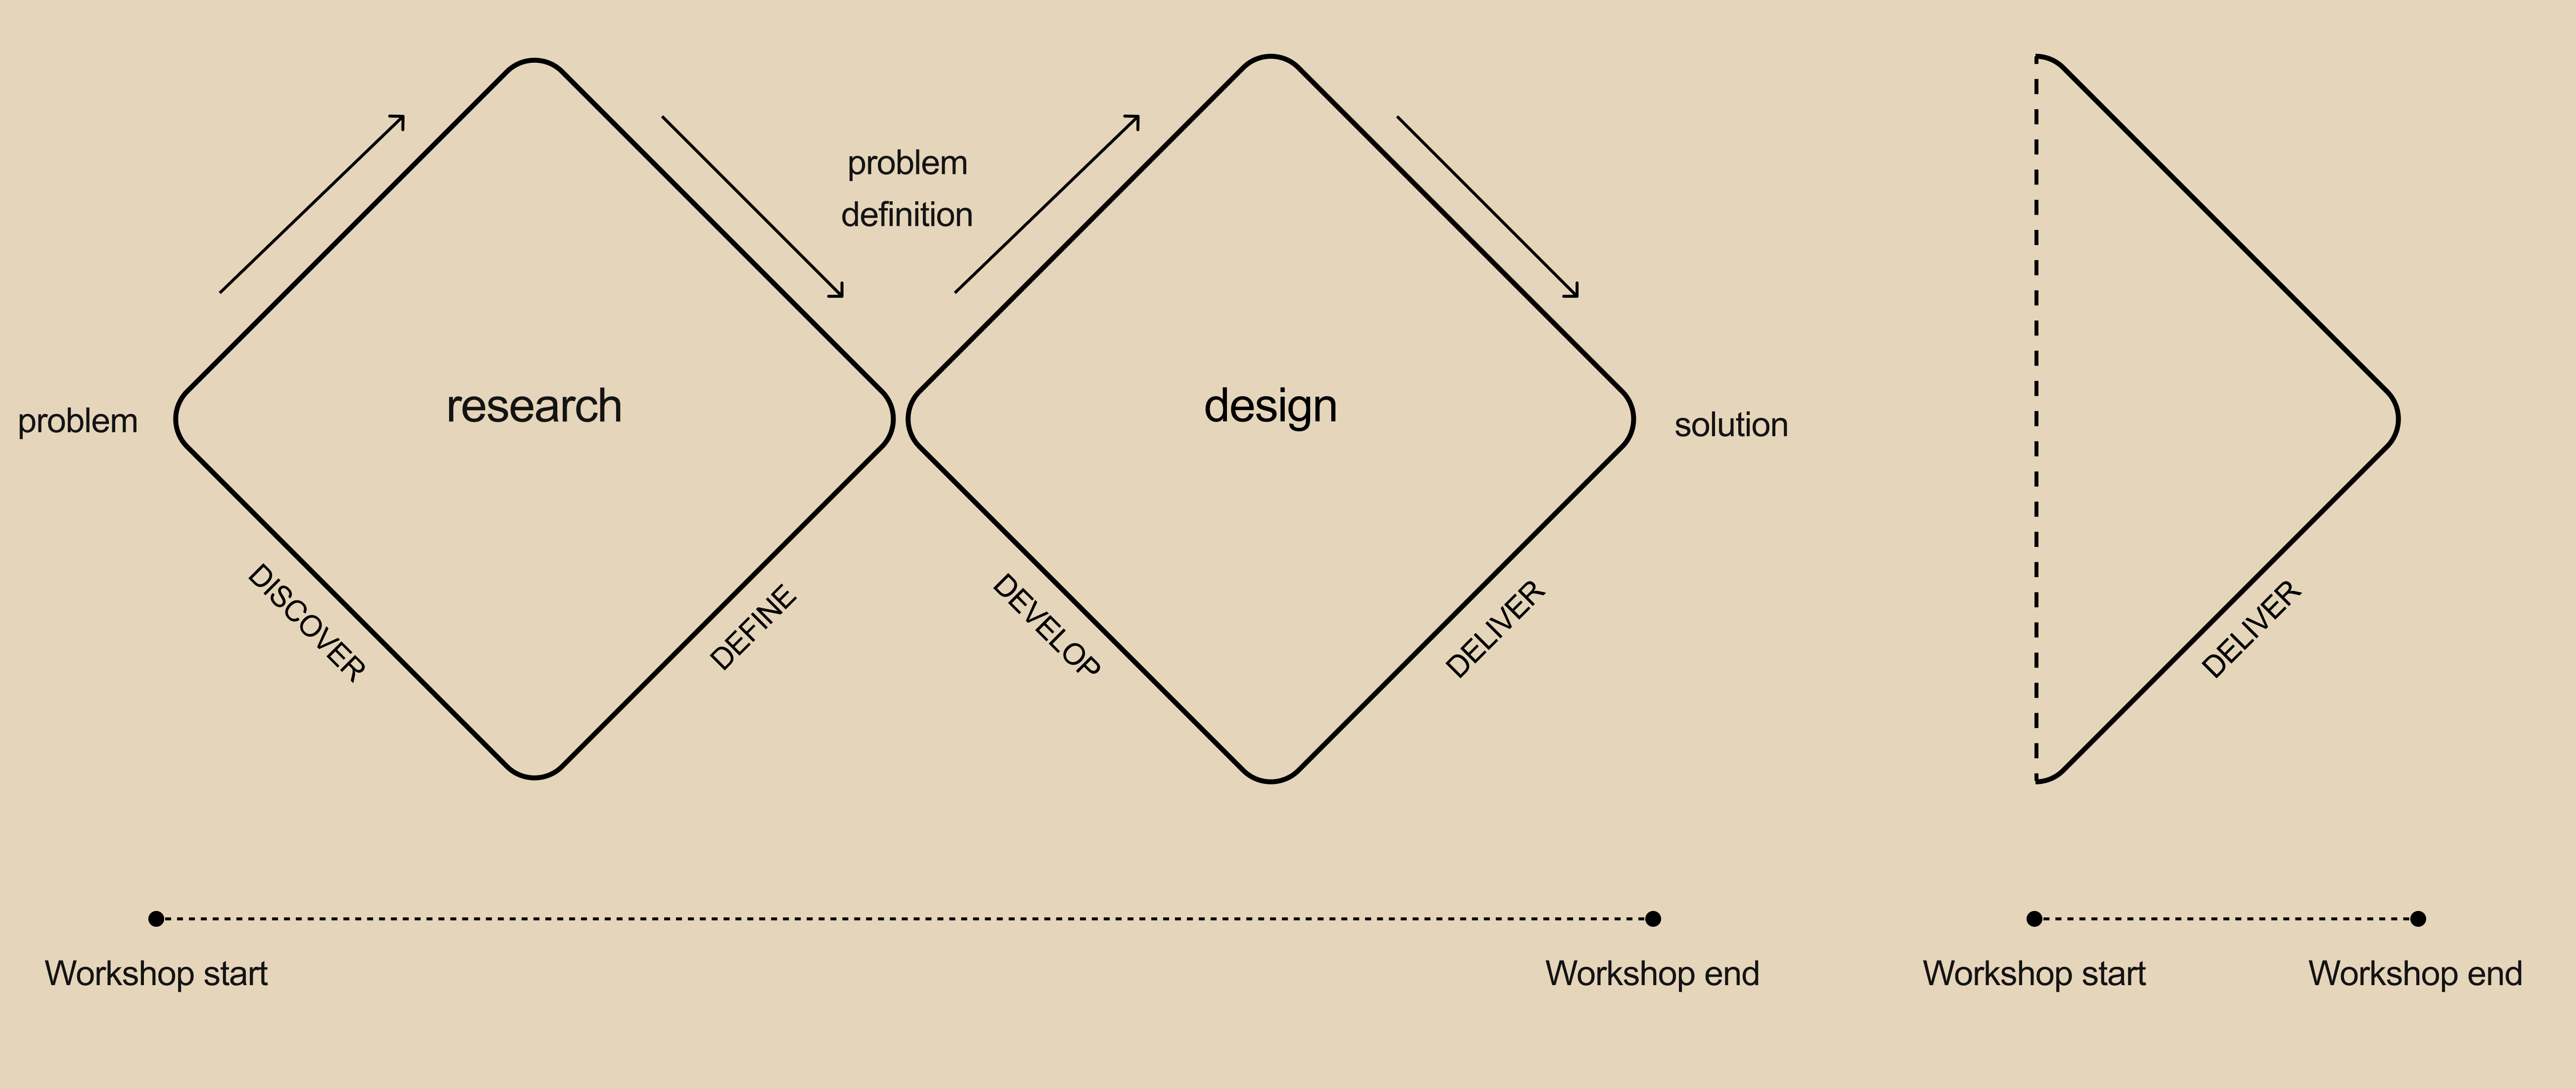 problem
definition
research
design
problem
solution
DISCOVER
DEFINE
DEVELOP
DELIVER
DELIVER
Workshop start
Workshop end
Workshop start
Workshop end